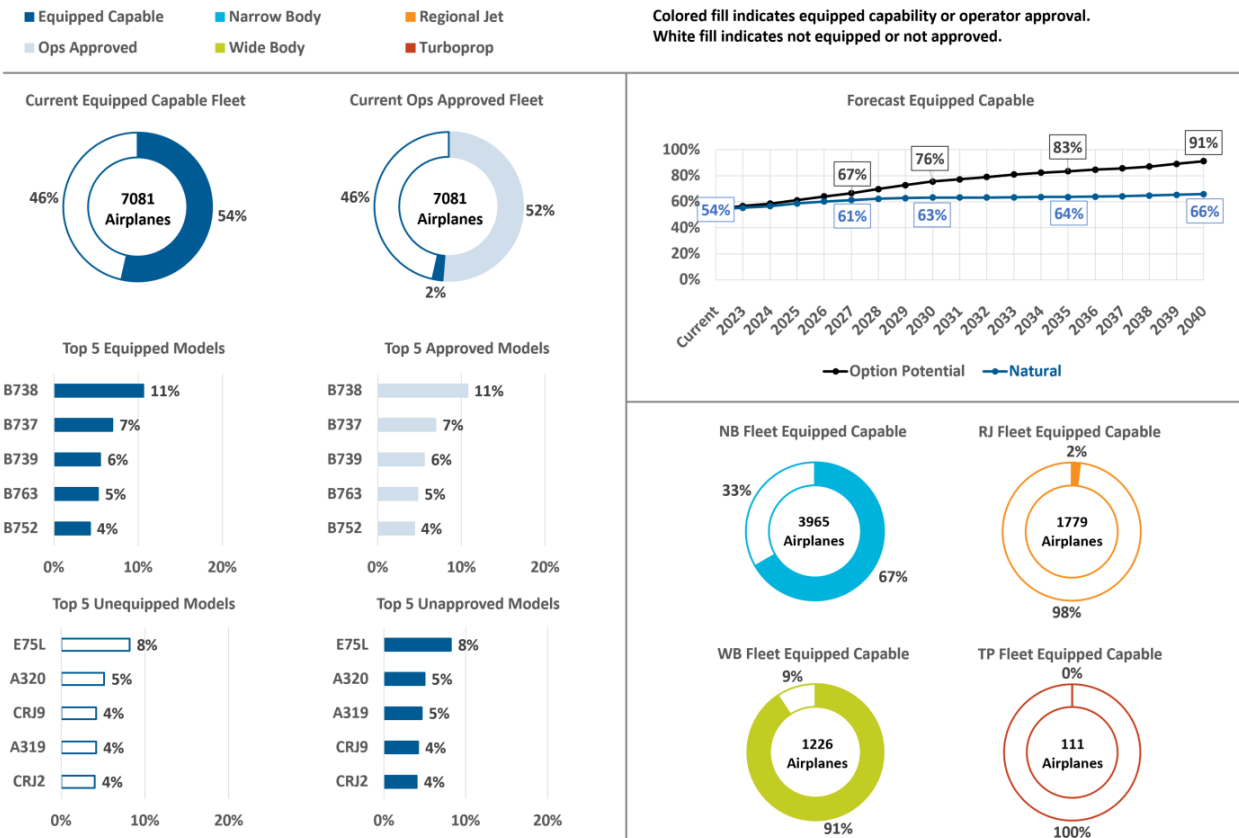 Equipped Capable
Narrow Body
Regional Jet
Ops Approved
Wide Body
Turboprop
Colored fill indicates equipped capability or operator approval.
White fill indicates not equipped or not approved.
Current Equipped Capable Fleet
46%
7081
Airplanes
54%
Current Ops Approved Fleet
46%
7081
Airplanes
52%
2%
Forecast Equipped Capable
100%
80%
60%
40%
20%
0%
54%
67%
76%
83%
91%
61%
63%
64%
66%
Current
2023
2024
2025
2026
2027
2028
2029
2030
2031
2032
2033
2034
2035
2036
2037
2038
2039
2040
Option Potential
Natural
Top 5 Equipped Models
B738
11%
B737
7%
B739
6%
B763
5%
B752
4%
0%
10%
20%
Top 5 Approved Models
B738
11%
B737
7%
B739
6%
B763
5%
B752
4%
0%
10%
20%
Top 5 Unequipped Models
E75L
8%
A320
5%
CRJ9
4%
A319
4%
CRJ2
4%
0%
10%
20%
Top 5 Unapproved Models
E75L
8%
A320
5%
A319
5%
CRJ9
4%
CRJ2
4%
0%
10%
20%
NB Fleet Equipped Capable
33%
3965
Airplanes
67%
RJ Fleet Equipped Capable
2%
1779
Airplanes
98%
WB Fleet Equipped Capable
9%
1226
Airplanes
91%
TP Fleet Equipped Capable
0%
111
Airplanes
100%